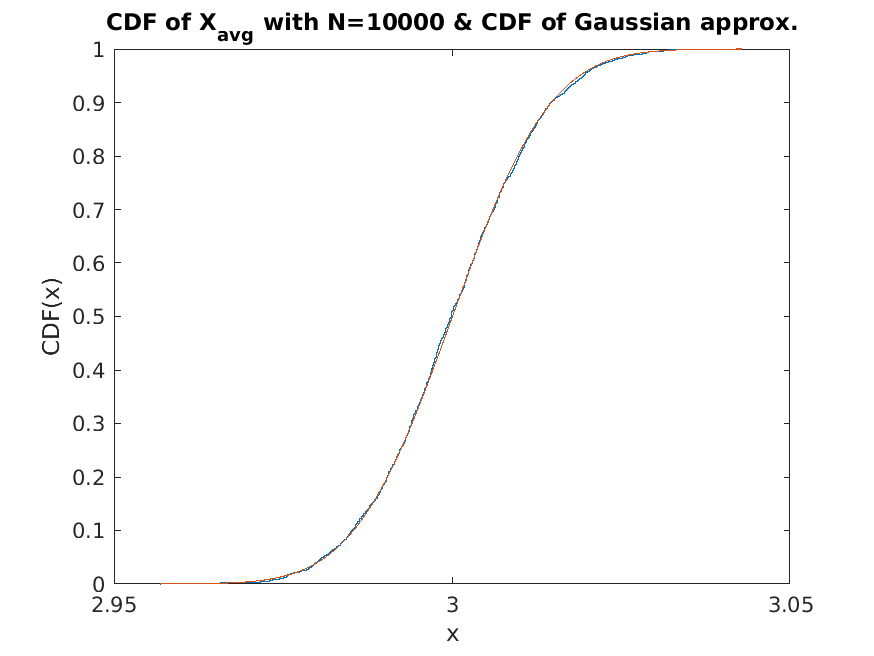 CDF of Xavg with N=10000 & CDF of Gaussian approx.
1
0.9
0.8
0.7
0.6
0.5
0.4
0.3
0.2
0.1
0
CDF(x)
2.95 3 3.05
x